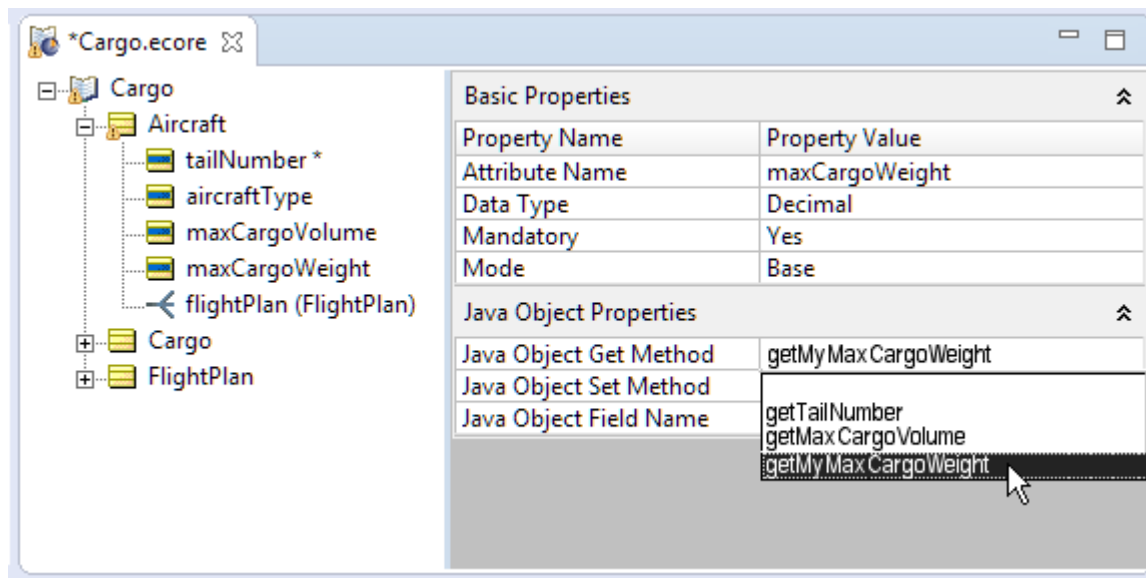 *Cargo.ecore
Cargo
Aircraft
tailNumber *
aircraftType
maxCargoVolume
maxCargoWeight
flightPlan (FlightPlan)
Cargo
FlightPlan
Basic Properties
Property Name Property Value
Attribute Name maxCargoWeight
Data Type Decimal
Mandatory Yes
Mode Base
Java Object Properties
Java Object Get Method getMyMaxCargoWeight
Java Object Set Method
Java Object Field Name
getTailNumber
getMaxCargoVolume
getMyMaxCargoWeight